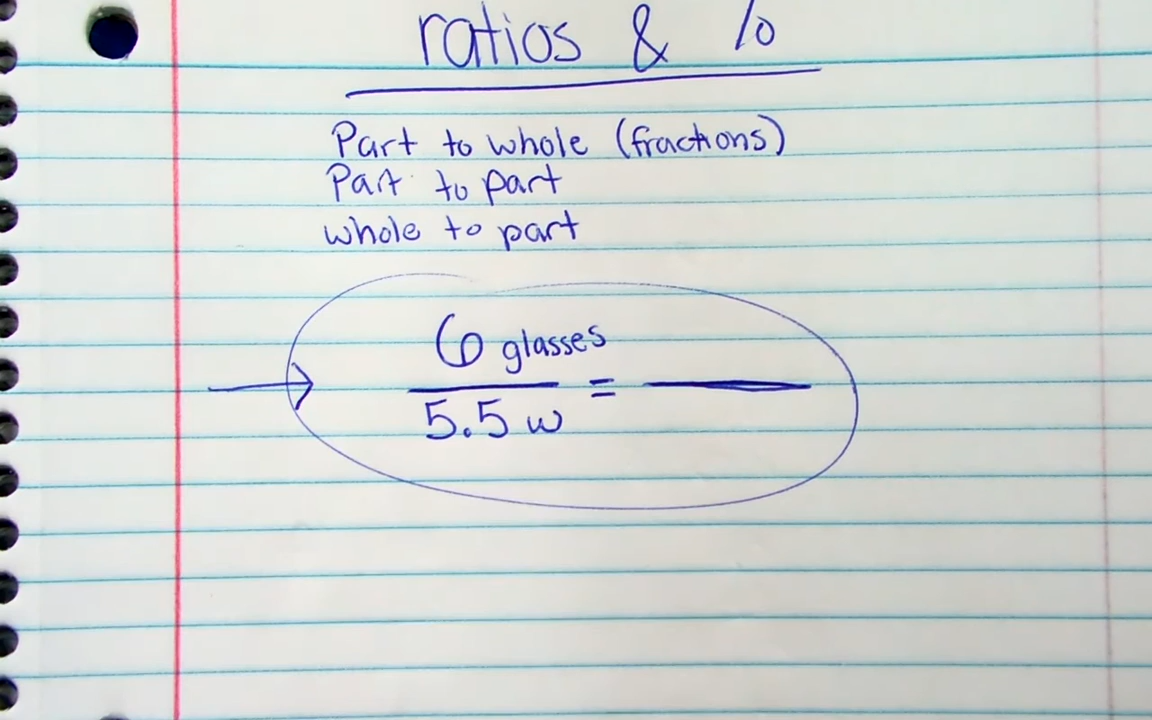 ratios & %
Part to whole (fractions)
Part to part
whole to part
6 glasses
=
5.5 w